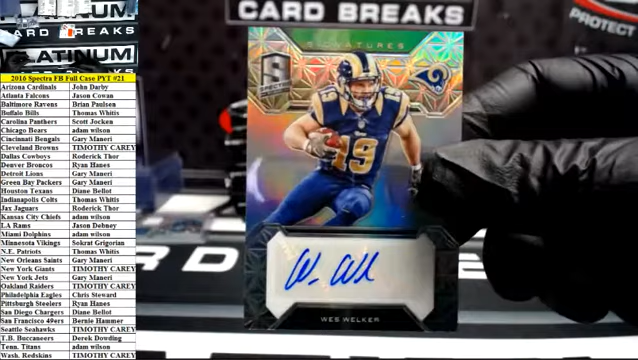 PLATINUM
CARD BREAKS
PLATINUM
CARD BREAKS
PROTECT
2016 Spectra FB Full Case PYT #21
Arizona Cardinals John Darby
Atlanta Falcons Jason Cowan
Baltimore Ravens Brian Paulsen
Buffalo Bills Thomas Whitis
Carolina Panthers Scott Jocken
Chicago Bears adam wilson
Cincinnati Bengals Gary Maneri
Cleveland Browns TIMOTHY CAREY
Dallas Cowboys Roderick Thor
Denver Broncos Ryan Hanes
Detroit Lions Gary Maneri
Green Bay Packers Gary Maneri
Houston Texans Diane Bellot
Indianapolis Colts Thomas Whitis
Jax Jaguars Roderick Thor
Kansas City Chiefs adam wilson
LA Rams Jason Debney
Miami Dolphins adam wilson
Minnesota Vikings Sokrat Grigorian
N.E. Patriots Thomas Whitis
New Orleans Saints Gary Maneri
New York Giants TIMOTHY CAREY
New York Jets Gary Maneri
Oakland Raiders TIMOTHY CAREY
Philadelphia Eagles Chris Steward
Pittsburgh Steelers Ryan Hanes
San Diego Chargers Diane Bellot
San Francisco 49ers Bernie Hammer
Seattle Seahawks TIMOTHY CAREY
T.B. Buccaneers Derek Dowding
Tenn. Titans adam wilson
Wash. Redskins TIMOTHY CAREY
SIGNATURES
SPECTRA
19
19
WES WELKER